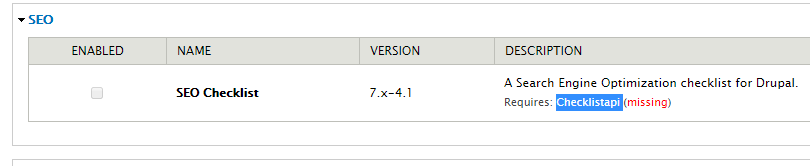 SEO
ENABLED NAME VERSION DESCRIPTION
SEO Checklist 7.x-4.1 A Search Engine Optimization checklist for Drupal.
Requires: Checklistapi (missing)